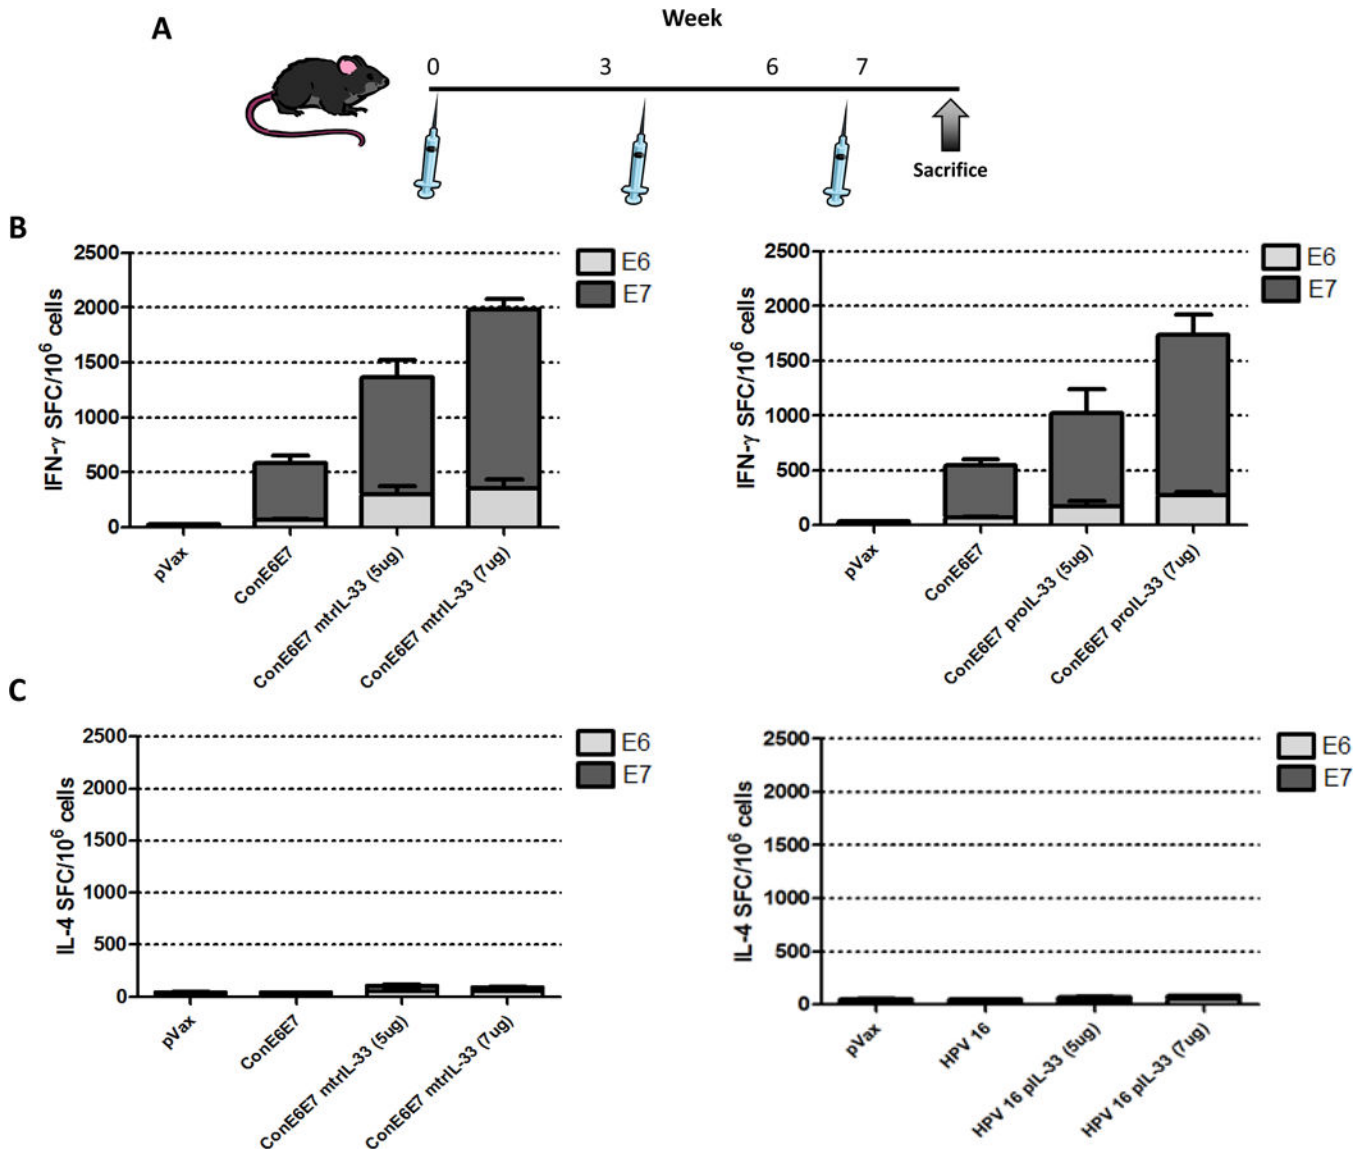 A
Week
0 3 6 7
Sacrifice
B
2500
2000
1500
1000
500
0
IFN-γ SFC/10⁶ cells
E6
E7
pVax
ConE6E7
ConE6E7 mtrIL-33 (5ug)
ConE6E7 mtrIL-33 (7ug)
2500
2000
1500
1000
500
0
IFN-γ SFC/10⁶ cells
E6
E7
pVax
ConE6E7
ConE6E7 proIL-33 (5ug)
ConE6E7 proIL-33 (7ug)
C
2500
2000
1500
1000
500
0
IL-4 SFC/10⁶ cells
E6
E7
pVax
ConE6E7
ConE6E7 mtrIL-33 (5ug)
ConE6E7 mtrIL-33 (7ug)
2500
2000
1500
1000
500
0
IL-4 SFC/10⁶ cells
E6
E7
pVax
HPV 16
HPV 16 pIL-33 (5ug)
HPV 16 pIL-33 (7ug)